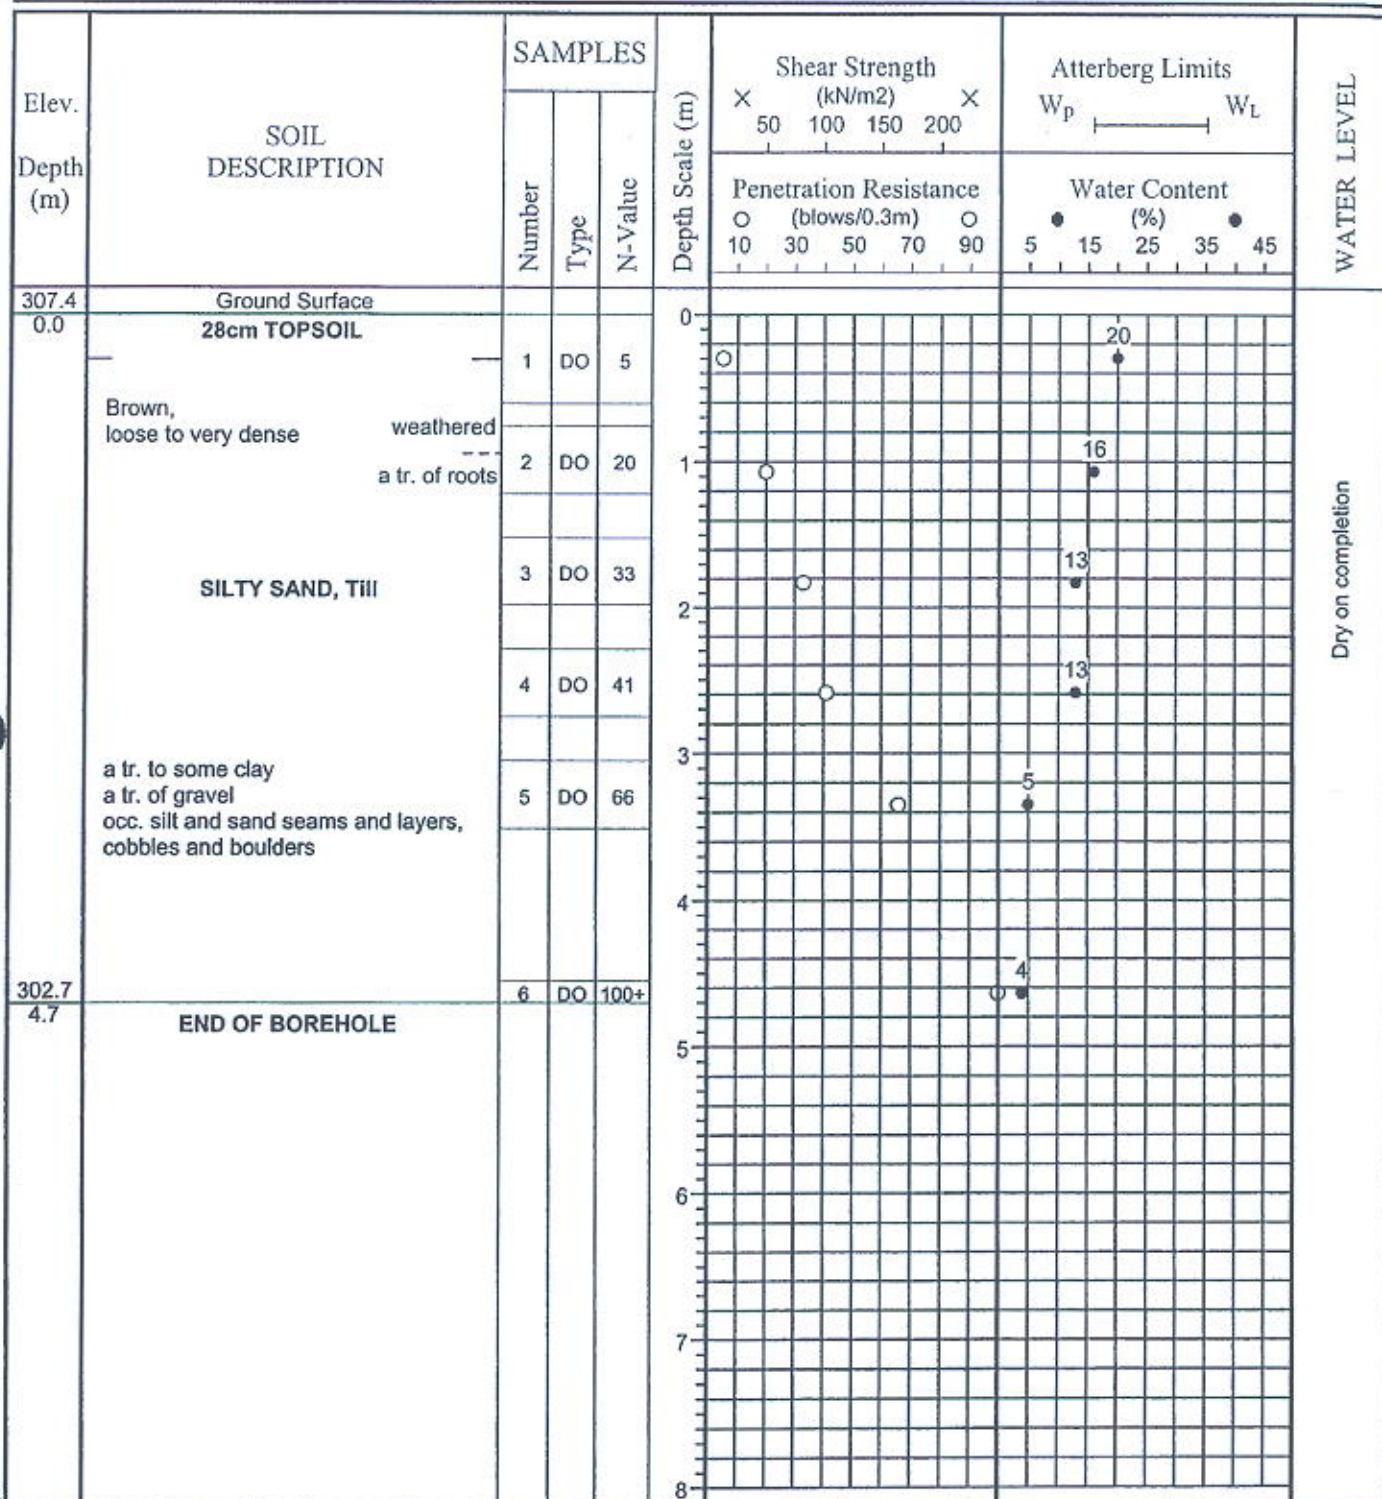 Elev.
Depth
(m)
SOIL
DESCRIPTION
SAMPLES
Number
Type
N-Value
Depth Scale (m)
Shear Strength
× (kN/m2) ×
50 100 150 200
Penetration Resistance
○ (blows/0.3m) ○
10 30 50 70 90
Atterberg Limits
Wp WL
Water Content
● (%) ●
5 15 25 35 45
WATER LEVEL
307.4 Ground Surface
0.0 28cm TOPSOIL
0
20
1 DO 5
Brown,
loose to very dense
weathered
a tr. of roots
2 DO 20
1
16
SILTY SAND, Till
3 DO 33
13
2
4 DO 41
13
3
a tr. to some clay
a tr. of gravel
occ. silt and sand seams and layers,
cobbles and boulders
5 DO 66
5
4
302.7
4.7
6 DO 100+
4
END OF BOREHOLE
5
6
7
8
Dry on completion